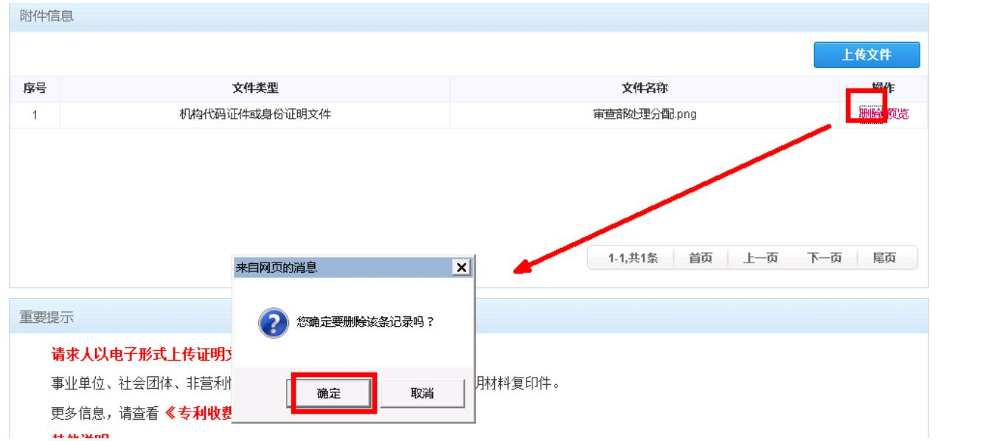 附件信息
上传文件
序号 文件类型 文件名称 操作
1 机构代码证件或身份证明文件 审查部处理分配.png 删除 预览
1-1,共1条 首页 上一页 下一页 尾页
来自网页的消息
您确定要删除该条记录吗？
确定 取消
重要提示
请求人以电子形式上传证明
事业单位、社会团体、非营利 明材料复印件。
更多信息，请查看《专利收费
其他说明